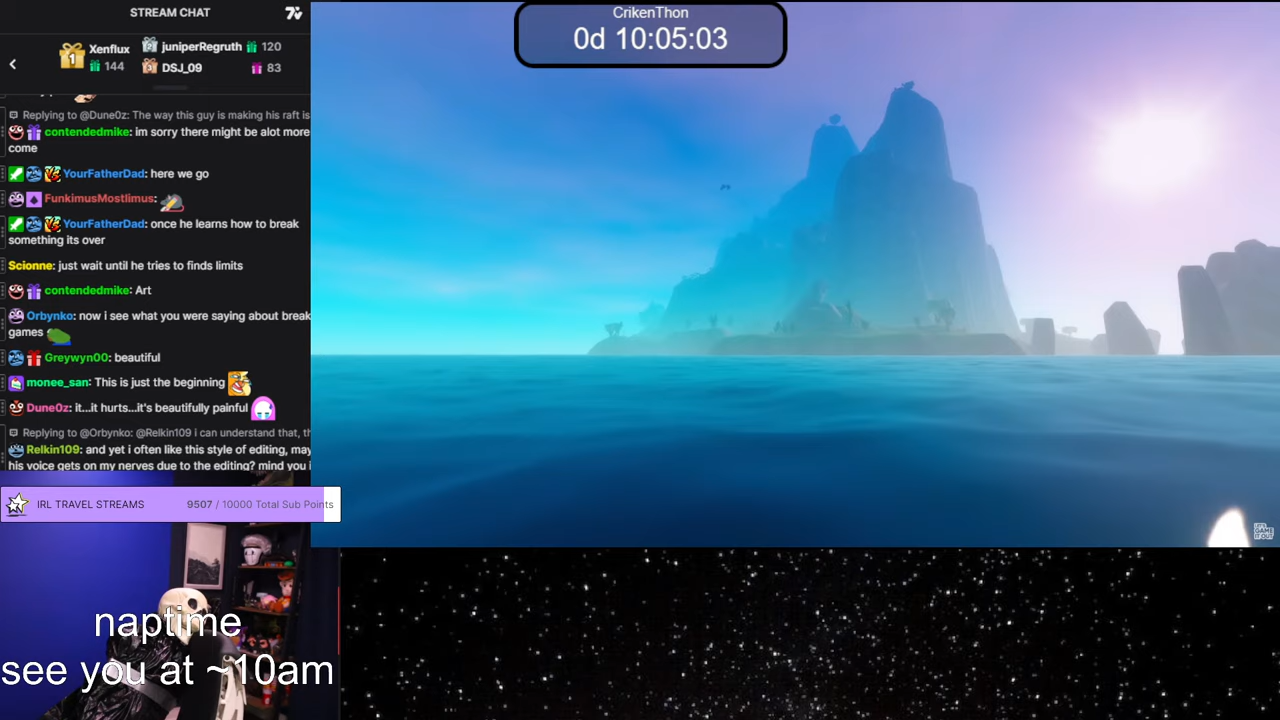 STREAM CHAT
Xenflux
144
juniperRegruth 120
DSJ_09 83
Replying to @Dune0z: The way this guy is making his raft is
contendedmike: im sorry there might be alot more
come
YourFatherDad: here we go
FunkimusMostlimus:
YourFatherDad: once he learns how to break
something its over
Scionne: just wait until he tries to finds limits
contendedmike: Art
Orbynko: now i see what you were saying about break
games
Greywyn00: beautiful
monee_san: This is just the beginning
Dune0z: it...it hurts...it's beautifully painful
Replying to @Orbynko: @Relkin109 i can understand that, th
Relkin109: and yet i often like this style of editing, may
his voice gets on my nerves due to the editing? mind you i
IRL TRAVEL STREAMS 9507 / 10000 Total Sub Points
naptime
see you at ~10am
CrikenThon
0d 10:05:03
LET'S
GAME
IT OUT